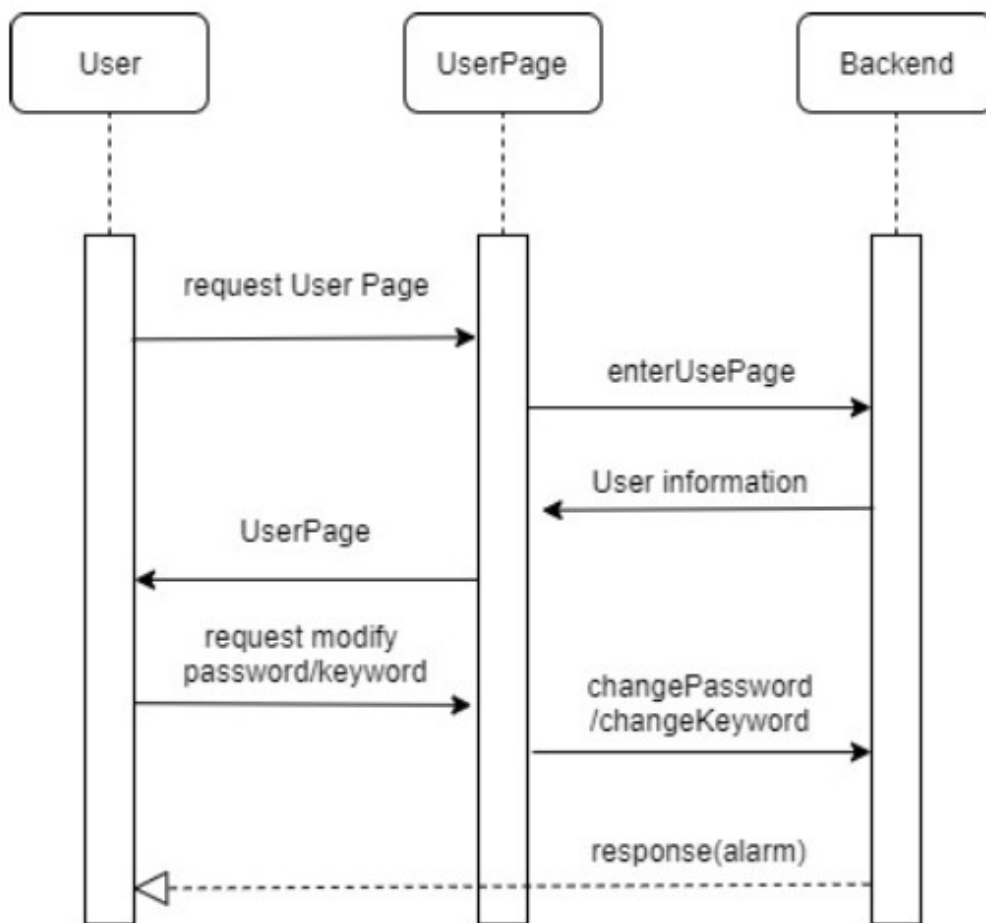 User
UserPage
Backend
request User Page
enterUsePage
User information
UserPage
request modify
password/keyword
changePassword
/changeKeyword
response(alarm)